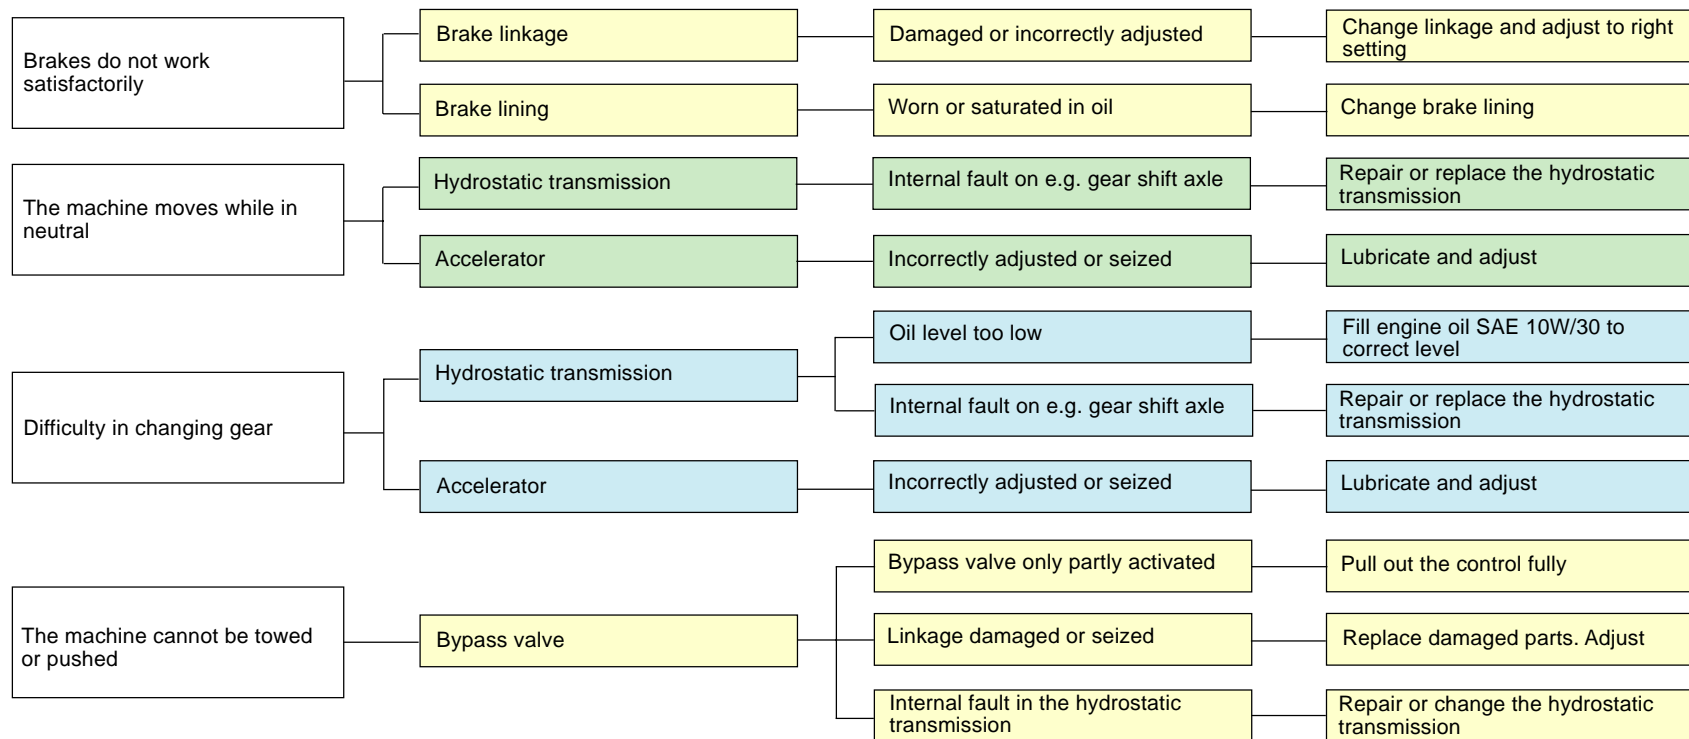 Brakes do not work
satisfactorily
Brake linkage
Damaged or incorrectly adjusted
Change linkage and adjust to right
setting
Brake lining
Worn or saturated in oil
Change brake lining
The machine moves while in
neutral
Hydrostatic transmission
Internal fault on e.g. gear shift axle
Repair or replace the hydrostatic
transmission
Accelerator
Incorrectly adjusted or seized
Lubricate and adjust
Difficulty in changing gear
Hydrostatic transmission
Oil level too low
Fill engine oil SAE 10W/30 to
correct level
Internal fault on e.g. gear shift axle
Repair or replace the hydrostatic
transmission
Accelerator
Incorrectly adjusted or seized
Lubricate and adjust
The machine cannot be towed
or pushed
Bypass valve
Bypass valve only partly activated
Pull out the control fully
Linkage damaged or seized
Replace damaged parts. Adjust
Internal fault in the hydrostatic
transmission
Repair or change the hydrostatic
transmission